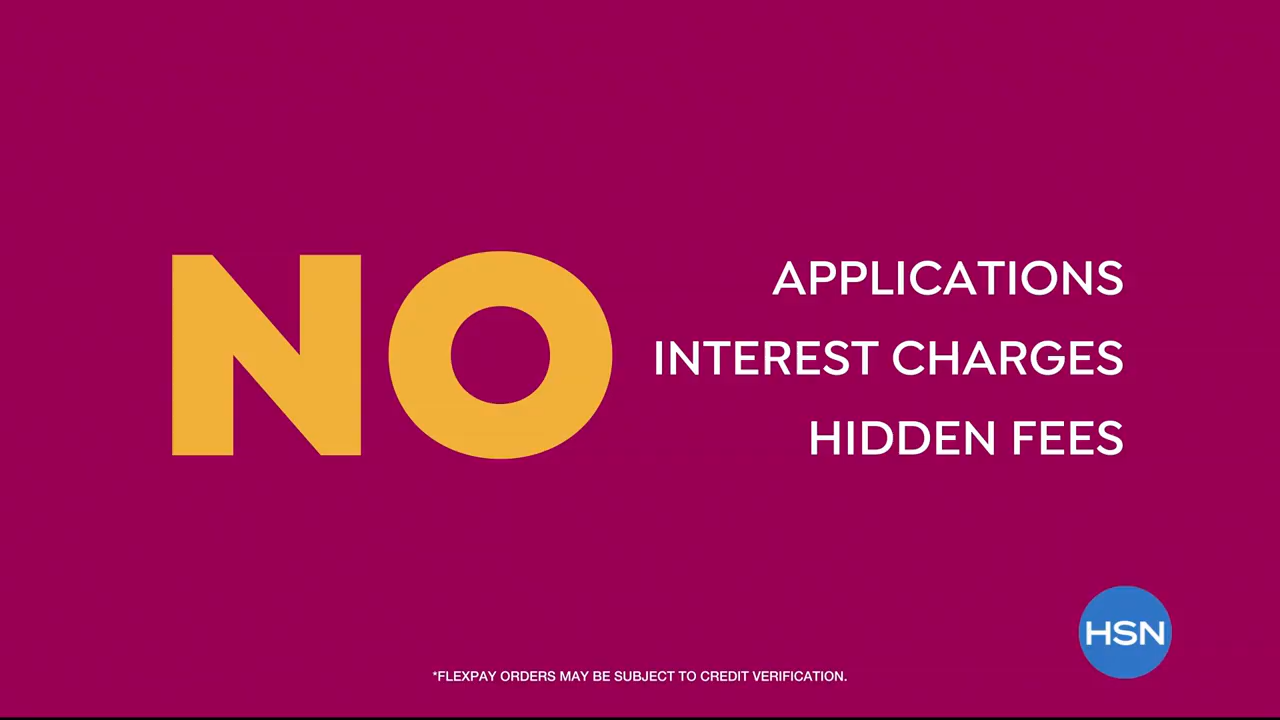 NO
APPLICATIONS
INTEREST CHARGES
HIDDEN FEES
HSN
*FLEXPAY ORDERS MAY BE SUBJECT TO CREDIT VERIFICATION.